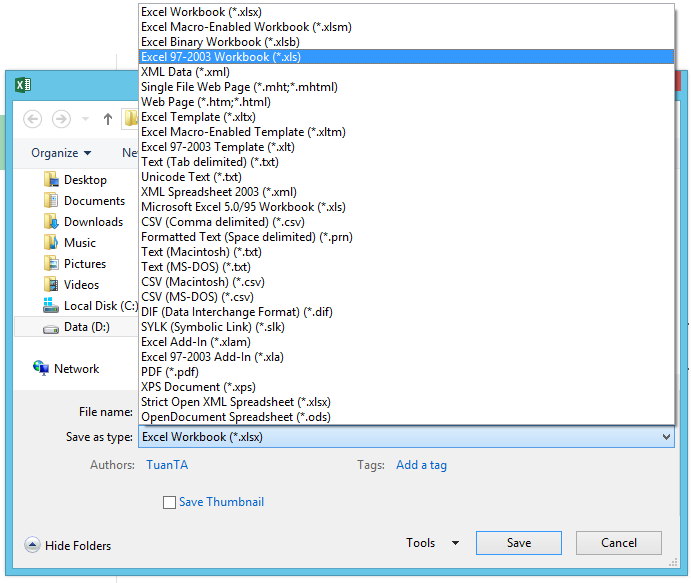 Excel Workbook (*.xlsx)
Excel Macro-Enabled Workbook (*.xlsm)
Excel Binary Workbook (*.xlsb)
Excel 97-2003 Workbook (*.xls)
XML Data (*.xml)
Single File Web Page (*.mht;*.mhtml)
Web Page (*.htm;*.html)
Excel Template (*.xltx)
Excel Macro-Enabled Template (*.xltm)
Excel 97-2003 Template (*.xlt)
Text (Tab delimited) (*.txt)
Unicode Text (*.txt)
XML Spreadsheet 2003 (*.xml)
Microsoft Excel 5.0/95 Workbook (*.xls)
CSV (Comma delimited) (*.csv)
Formatted Text (Space delimited) (*.prn)
Text (Macintosh) (*.txt)
Text (MS-DOS) (*.txt)
CSV (Macintosh) (*.csv)
CSV (MS-DOS) (*.csv)
DIF (Data Interchange Format) (*.dif)
SYLK (Symbolic Link) (*.slk)
Excel Add-In (*.xlam)
Excel 97-2003 Add-In (*.xla)
PDF (*.pdf)
XPS Document (*.xps)
Strict Open XML Spreadsheet (*.xlsx)
OpenDocument Spreadsheet (*.ods)
Organize
Desktop
Documents
Downloads
Music
Pictures
Videos
Local Disk (C:)
Data (D:)
Network
File name:
Save as type: Excel Workbook (*.xlsx)
Authors: TuanTA Tags: Add a tag
Save Thumbnail
Hide Folders Tools Save Cancel